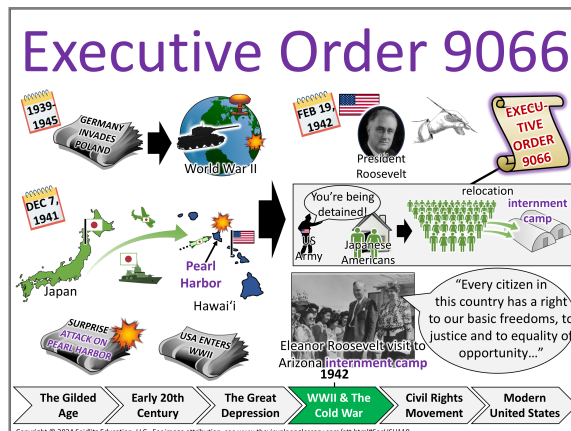 Executive Order 9066
1939-
1945
GERMANY
INVADES
POLAND
World War II
DEC 7,
1941
Japan
Pearl
Harbor
Hawai‘i
SURPRISE
ATTACK ON
PEARL HARBOR
USA ENTERS
WWII
FEB 19,
1942
President
Roosevelt
EXECU-
TIVE
ORDER
9066
You’re being
detained!
US
Army
Japanese
Americans
relocation
internment
camp
Eleanor Roosevelt visit to
Arizona internment camp
1942
“Every citizen in
this country has a right
to our basic freedoms, to
justice and to equality of
opportunity…”
The Gilded
Age
Early 20th
Century
The Great
Depression
WWII & The
Cold War
Civil Rights
Movement
Modern
United States